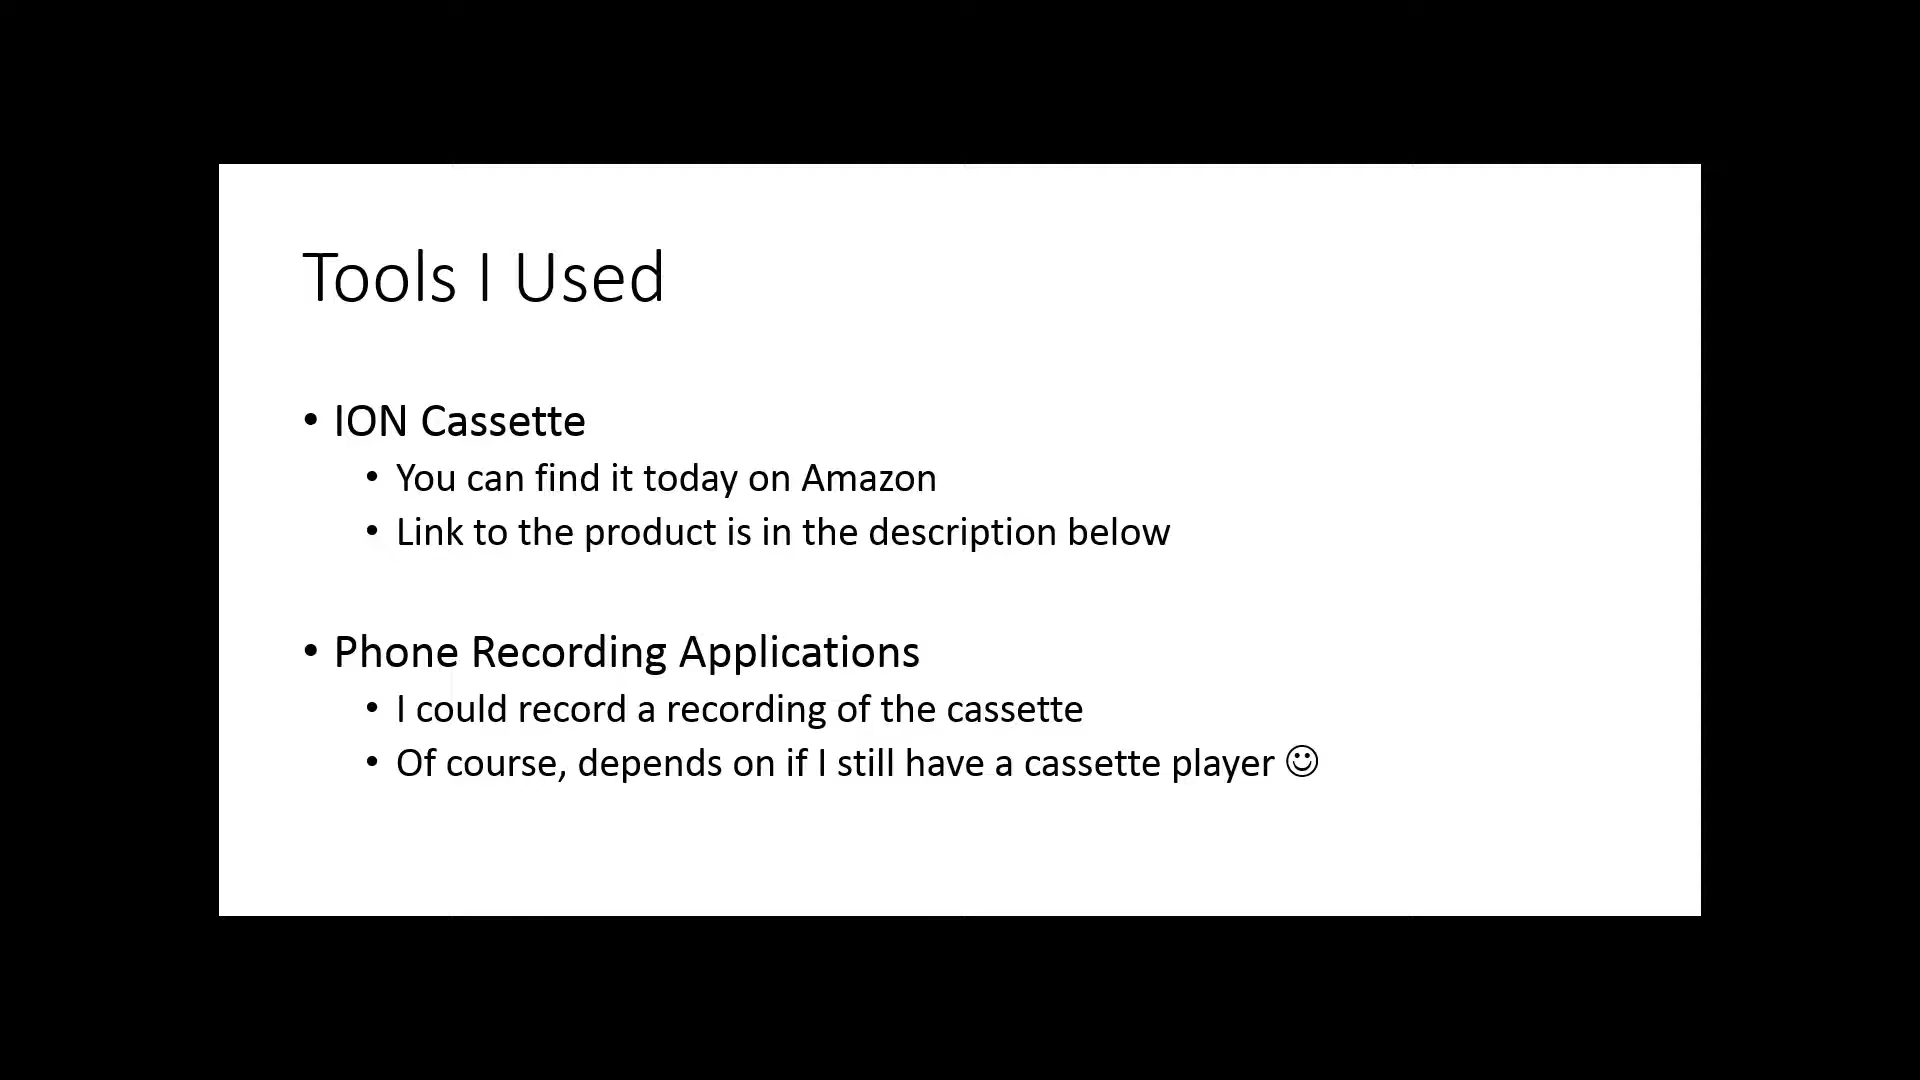 Tools I Used
• ION Cassette
• You can find it today on Amazon
• Link to the product is in the description below
• Phone Recording Applications
• I could record a recording of the cassette
• Of course, depends on if I still have a cassette player ☺